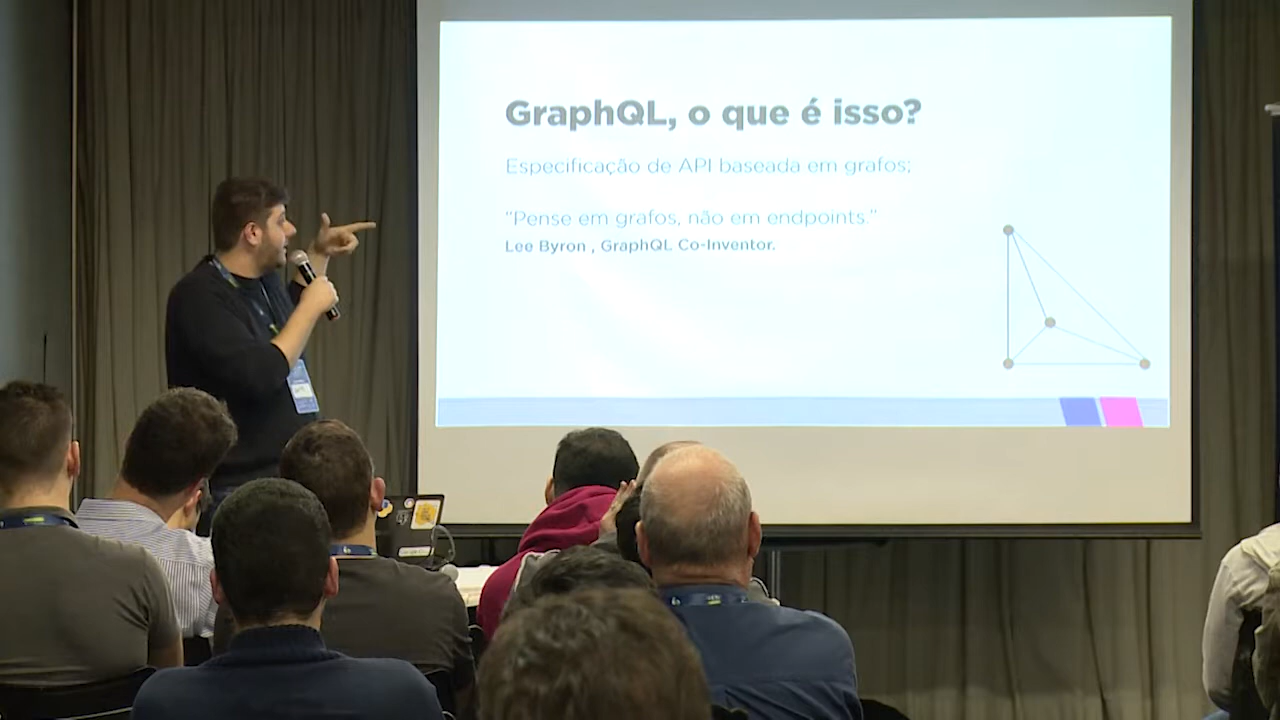 GraphQL, o que é isso?
Especificação de API baseada em grafos;
“Pense em grafos, não em endpoints.”
Lee Byron , GraphQL Co-Inventor.